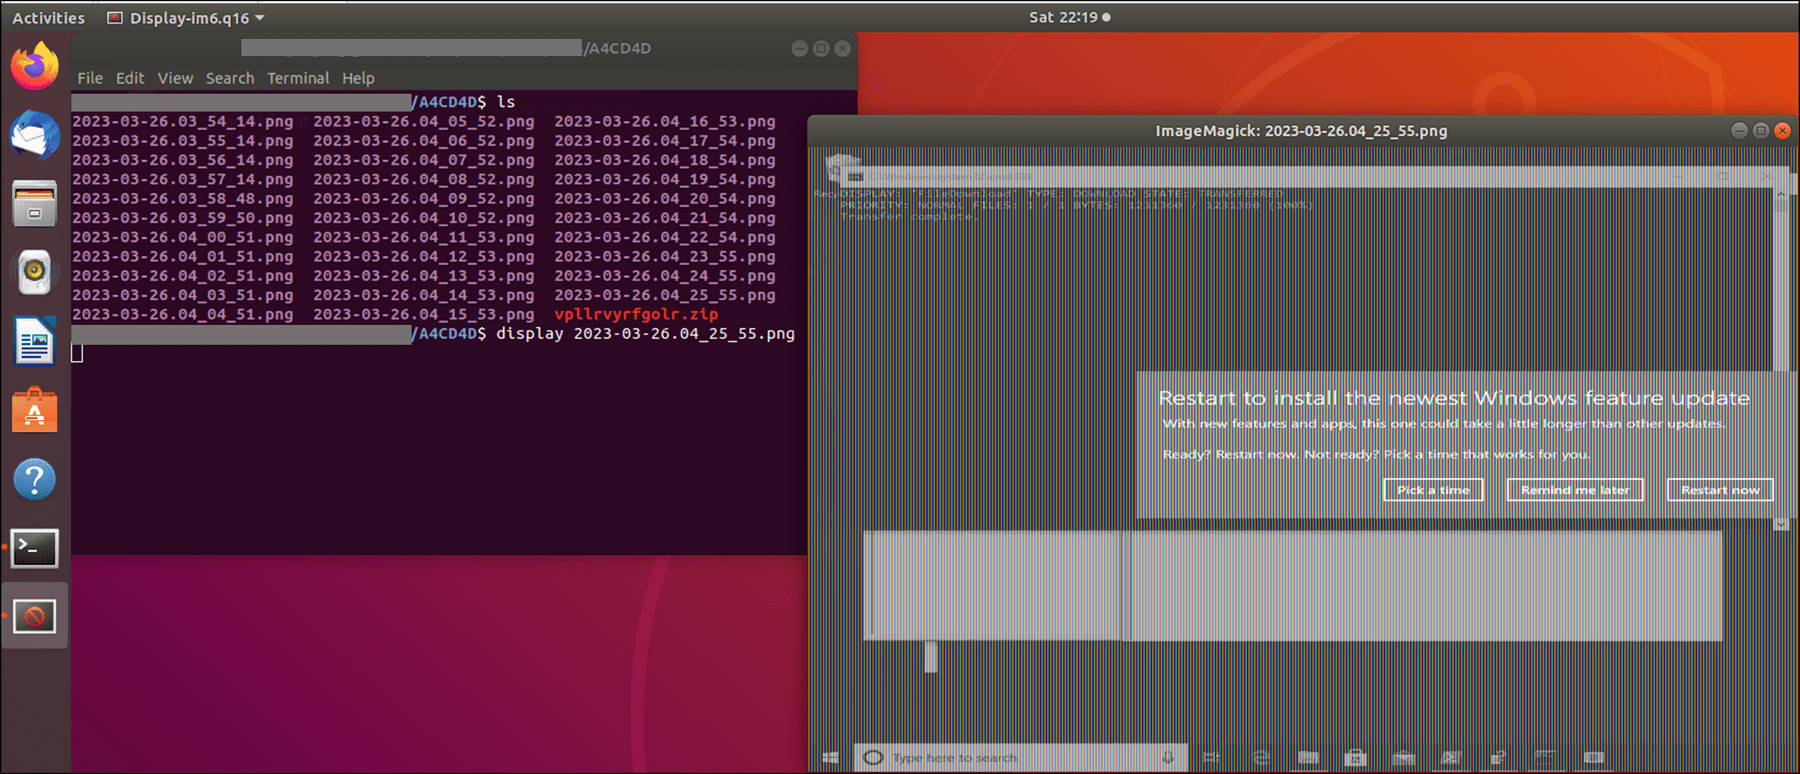 Activities Display-im6.q16 Sat 22:19
/A4CD4D
File Edit View Search Terminal Help
/A4CD4D$ ls
2023-03-26.03_54_14.png 2023-03-26.04_05_52.png 2023-03-26.04_16_53.png
2023-03-26.03_55_14.png 2023-03-26.04_06_52.png 2023-03-26.04_17_54.png
2023-03-26.03_56_14.png 2023-03-26.04_07_52.png 2023-03-26.04_18_54.png
2023-03-26.03_57_14.png 2023-03-26.04_08_52.png 2023-03-26.04_19_54.png
2023-03-26.03_58_48.png 2023-03-26.04_09_52.png 2023-03-26.04_20_54.png
2023-03-26.03_59_50.png 2023-03-26.04_10_52.png 2023-03-26.04_21_54.png
2023-03-26.04_00_51.png 2023-03-26.04_11_53.png 2023-03-26.04_22_54.png
2023-03-26.04_01_51.png 2023-03-26.04_12_53.png 2023-03-26.04_23_55.png
2023-03-26.04_02_51.png 2023-03-26.04_13_53.png 2023-03-26.04_24_55.png
2023-03-26.04_03_51.png 2023-03-26.04_14_53.png 2023-03-26.04_25_55.png
2023-03-26.04_04_51.png 2023-03-26.04_15_53.png vpllrvyrfgolr.zip
/A4CD4D$ display 2023-03-26.04_25_55.png
ImageMagick: 2023-03-26.04_25_55.png
C:\Windows\system32\cmd.EXE
Recy
DISPLAY: 'FileDownload' TYPE: DOWNLOAD STATE: TRANSFERRED
PRIORITY: NORMAL FILES: 1 / 1 BYTES: 1231360 / 1231360 (100%)
Transfer complete.
Restart to install the newest Windows feature update
With new features and apps, this one could take a little longer than other updates.
Ready? Restart now. Not ready? Pick a time that works for you.
Pick a time Remind me later Restart now
Type here to search